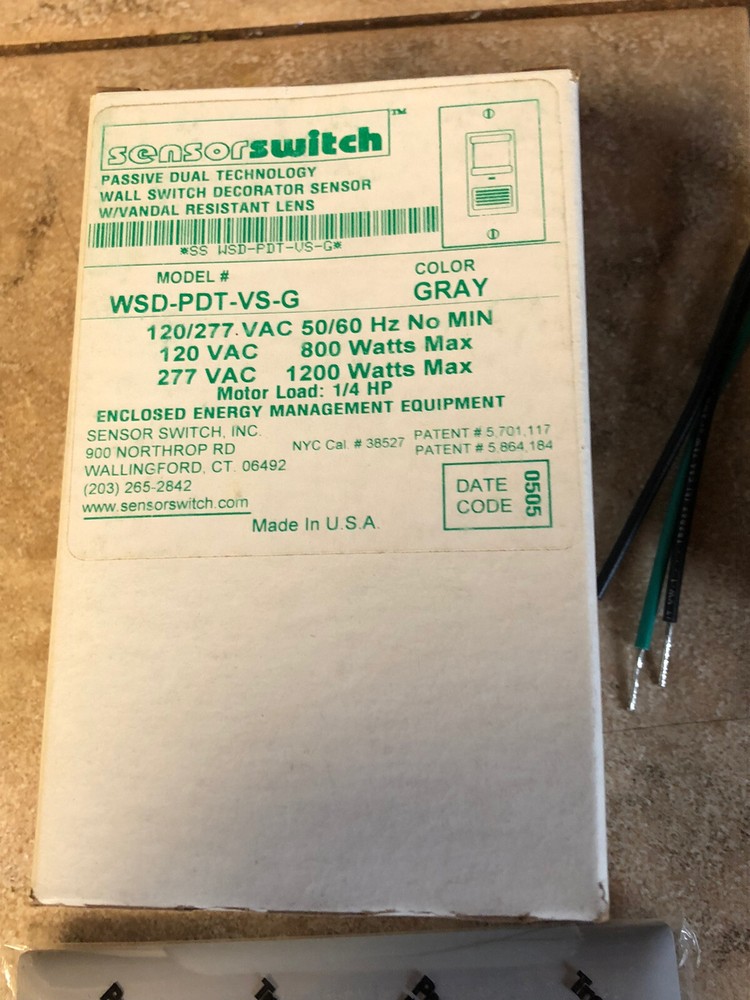 sensorswitch™
PASSIVE DUAL TECHNOLOGY
WALL SWITCH DECORATOR SENSOR
W/VANDAL RESISTANT LENS
*SS WSD-PDT-VS-G*
MODEL #
WSD-PDT-VS-G
COLOR
GRAY
120/277 VAC 50/60 Hz No MIN
120 VAC 800 Watts Max
277 VAC 1200 Watts Max
Motor Load: 1/4 HP
ENCLOSED ENERGY MANAGEMENT EQUIPMENT
SENSOR SWITCH, INC.
900 NORTHROP RD
WALLINGFORD, CT. 06492
(203) 265-2842
www.sensorswitch.com
NYC Cal. # 38527
PATENT # 5,701,117
PATENT # 5,864,184
DATE
CODE
0505
Made In U.S.A.